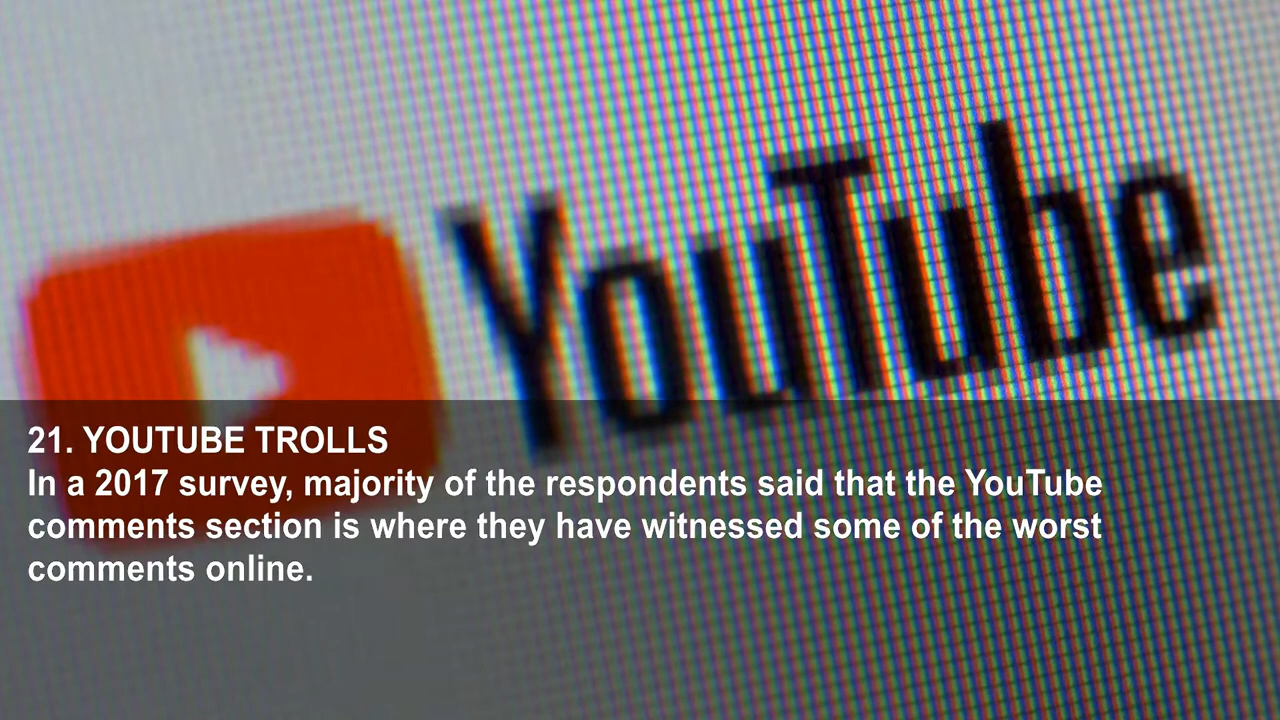 YouTube
21. YOUTUBE TROLLS
In a 2017 survey, majority of the respondents said that the YouTube
comments section is where they have witnessed some of the worst
comments online.